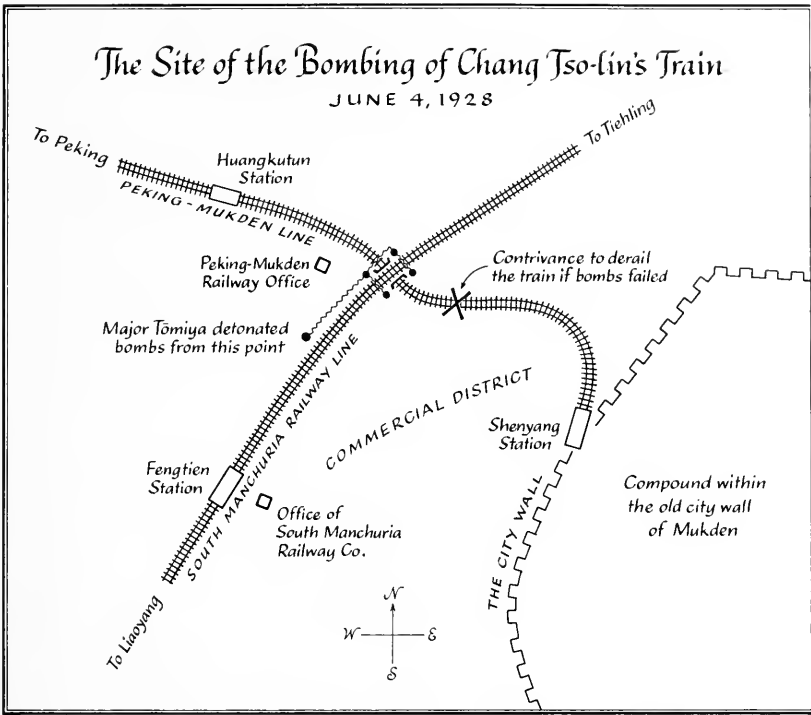 The Site of the Bombing of Chang Tso-lin's Train
JUNE 4, 1928
To Peking
Huangkutun
Station
PEKING-MUKDEN LINE
To Tiehling
Peking-Mukden
Railway Office
Contrivance to derail
the train if bombs failed
Major Tōmiya detonated
bombs from this point
SOUTH MANCHURIA RAILWAY LINE
COMMERCIAL DISTRICT
Shenyang
Station
Fengtien
Station
Office of
South Manchuria
Railway Co.
THE CITY WALL
Compound within
the old city wall
of Mukden
To Liaoyang
N
W
E
S